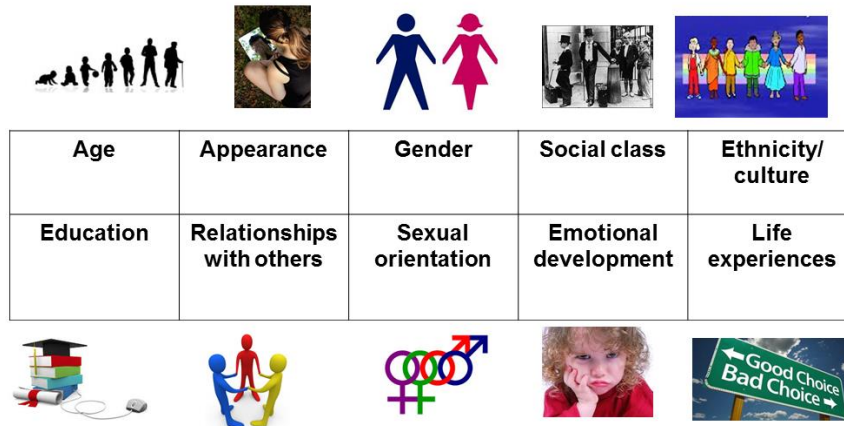 Age
Appearance
Gender
Social class
Ethnicity/
culture
Education
Relationships
with others
Sexual
orientation
Emotional
development
Life
experiences
Good Choice
Bad Choice